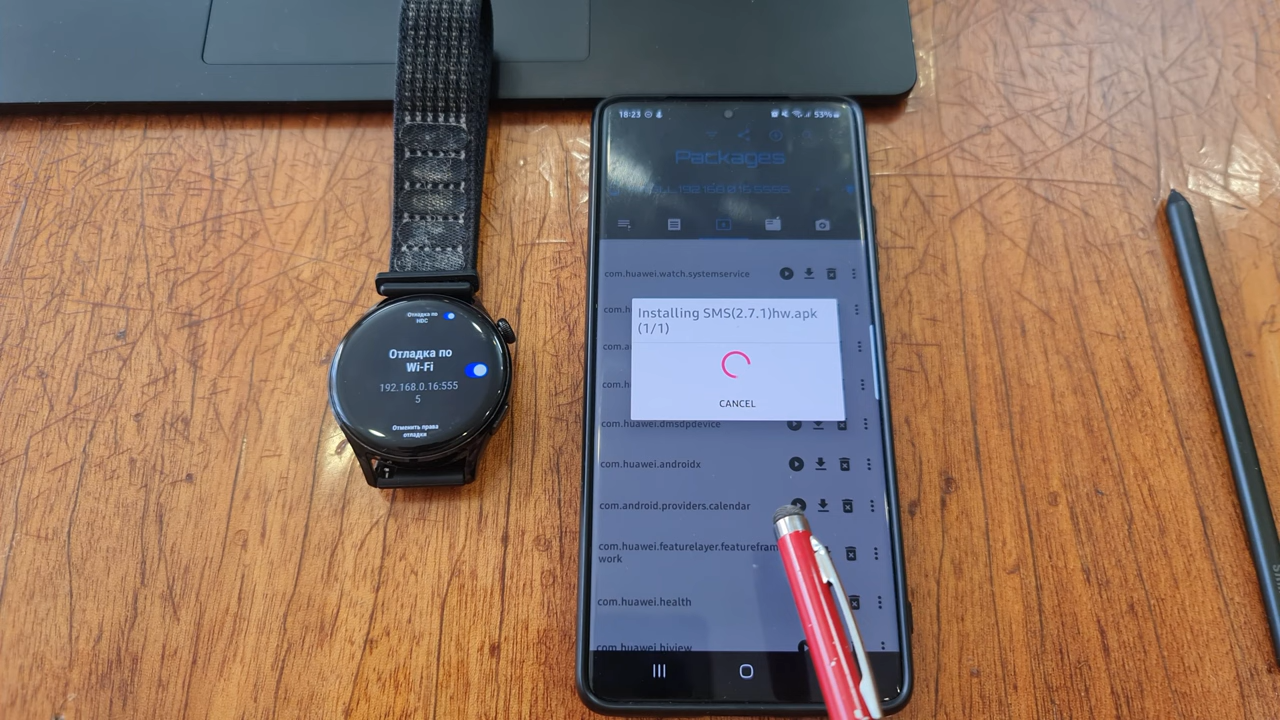 Отладка по
HDC
Отладка по
Wi-Fi
192.168.0.16:555
5
Отменить права
отладки
18:23
53%
Packages
com.huawei.watch.systemservice
Installing SMS(2.7.1)hw.apk
(1/1)
CANCEL
com.huawei.dmsdpdevice
com.huawei.androidx
com.android.providers.calendar
com.huawei.featurelayer.featurefram
work
com.huawei.health
com.huawei.hiview